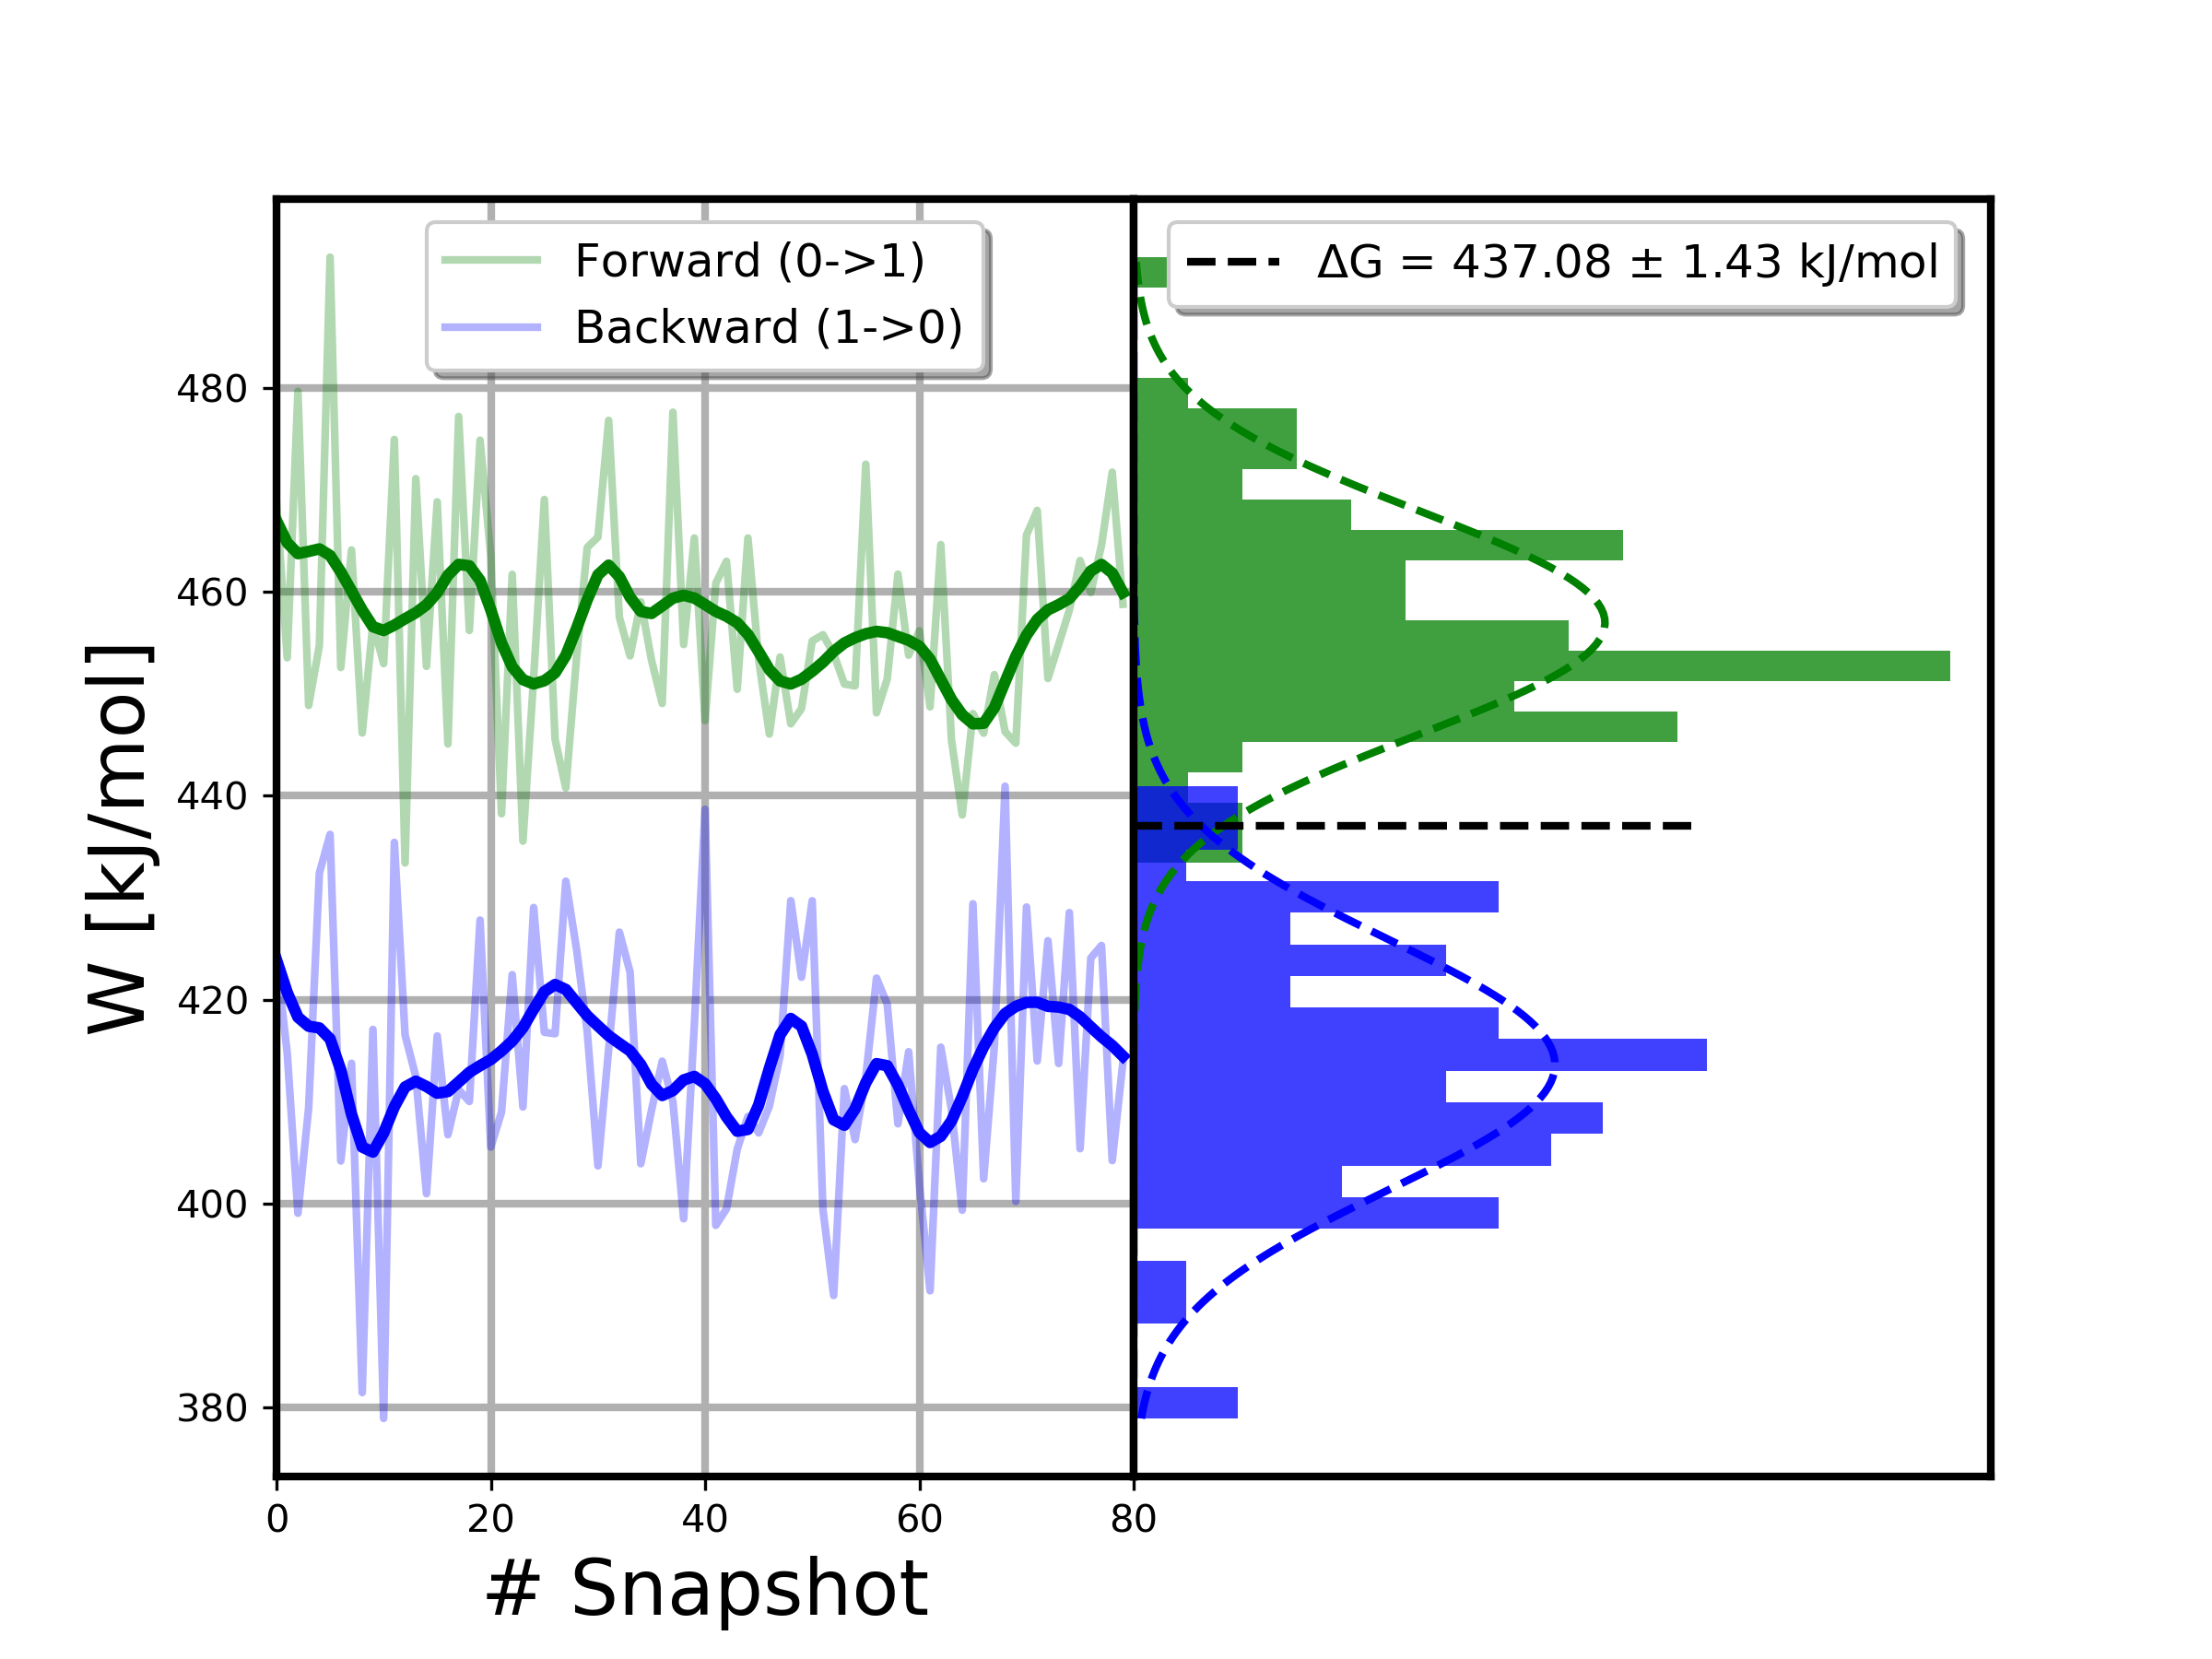 Forward (0->1)
Backward (1->0)
ΔG = 437.08 ± 1.43 kJ/mol
W [kJ/mol]
480
460
440
420
400
380
0 20 40 60 80
# Snapshot